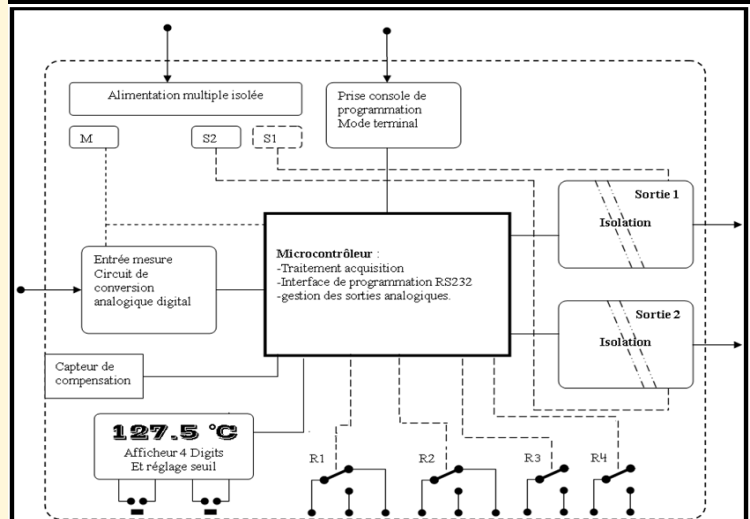 Alimentation multiple isolée
Prise console de
programmation
Mode terminal
M
S2
S1
Sortie 1
Isolation
Entrée mesure
Circuit de
conversion
analogique digital
Microcontrôleur :
-Traitement acquisition
-Interface de programmation RS232
-gestion des sorties analogiques.
Sortie 2
Isolation
Capteur de
compensation
127.5 °C
Afficheur 4 Digits
Et réglage seuil
R1
R2
R3
R4